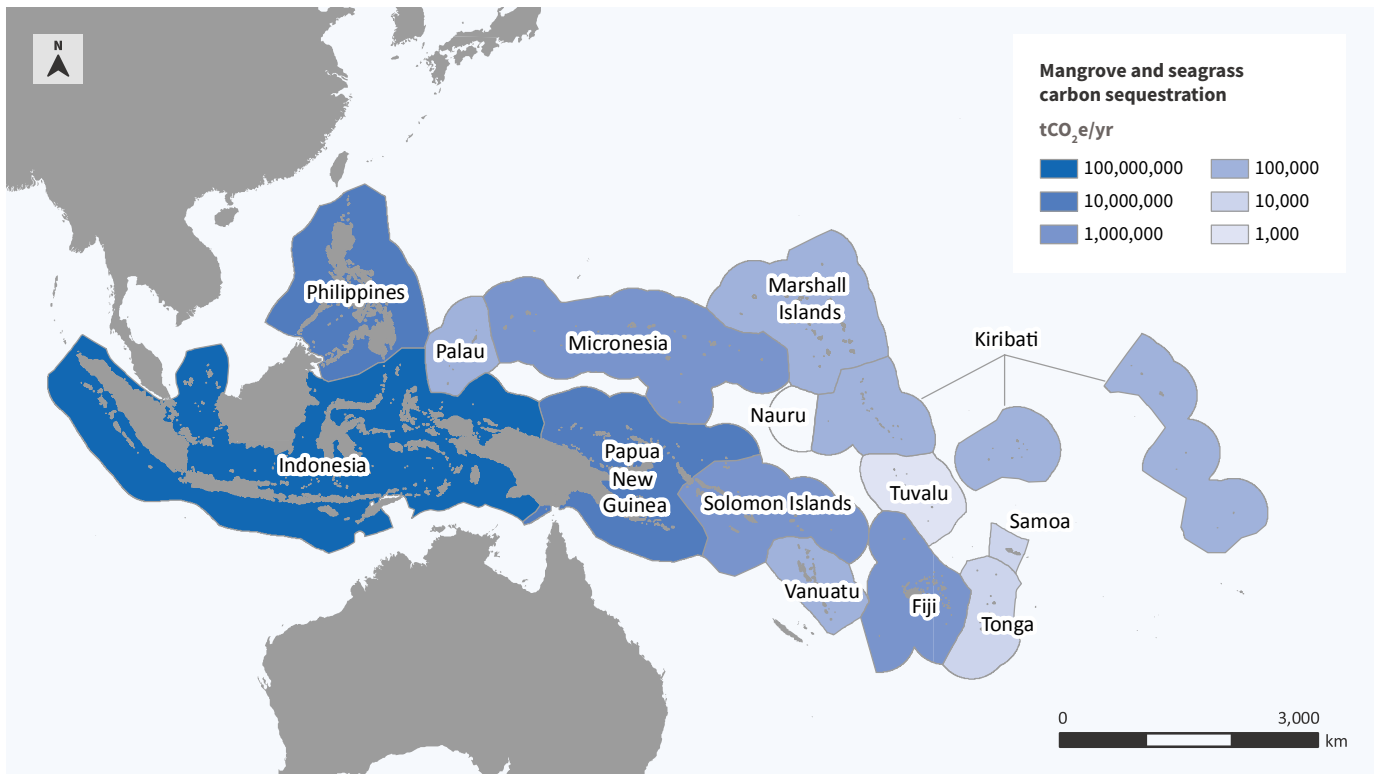 N
Mangrove and seagrass
carbon sequestration
tCO₂e/yr
100,000,000
100,000
10,000,000
10,000
1,000,000
1,000
Philippines
Marshall
Islands
Kiribati
Palau
Micronesia
Nauru
Papua
New
Guinea
Indonesia
Tuvalu
Solomon Islands
Samoa
Vanuatu
Fiji
Tonga
0
3,000
km